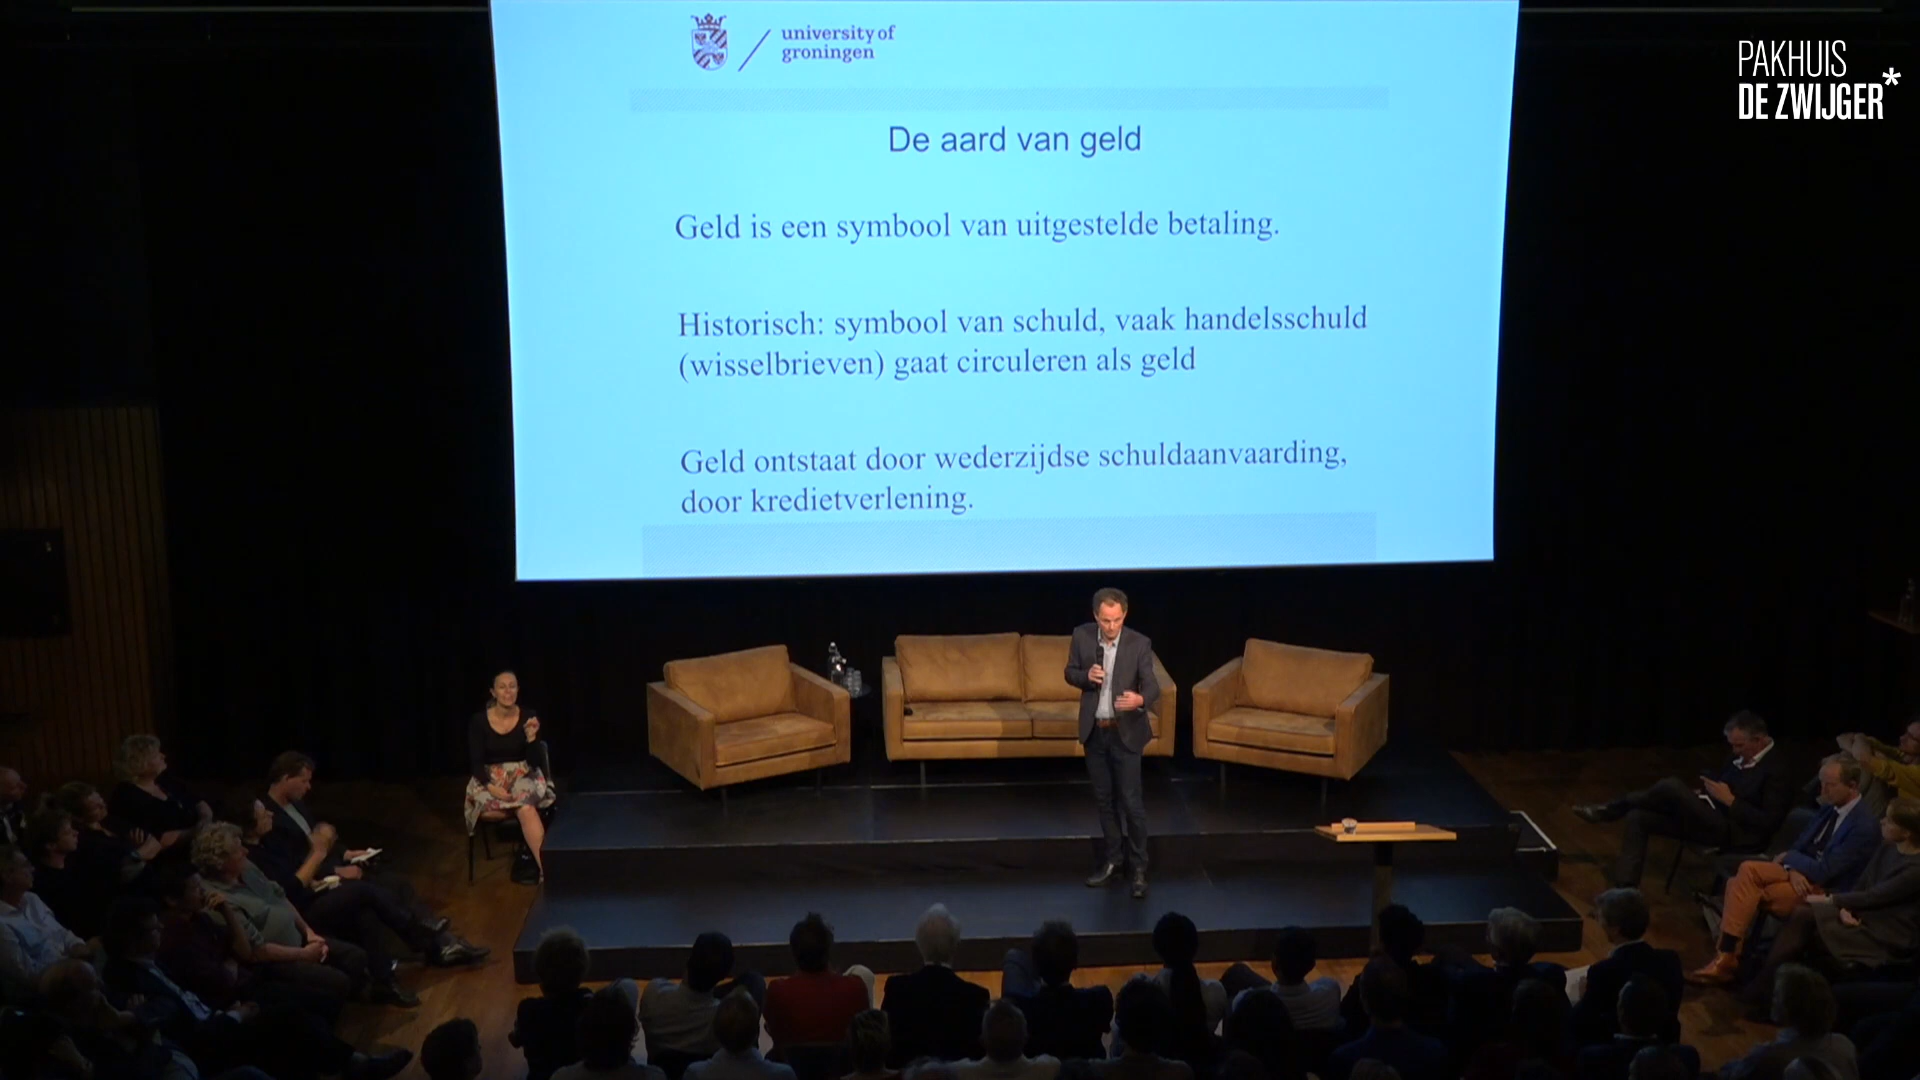 university of
groningen
PAKHUIS
DE ZWIJGER*
De aard van geld
Geld is een symbool van uitgestelde betaling.
Historisch: symbool van schuld, vaak handelsschuld
(wisselbrieven) gaat circuleren als geld
Geld ontstaat door wederzijdse schuldaanvaarding,
door kredietverlening.